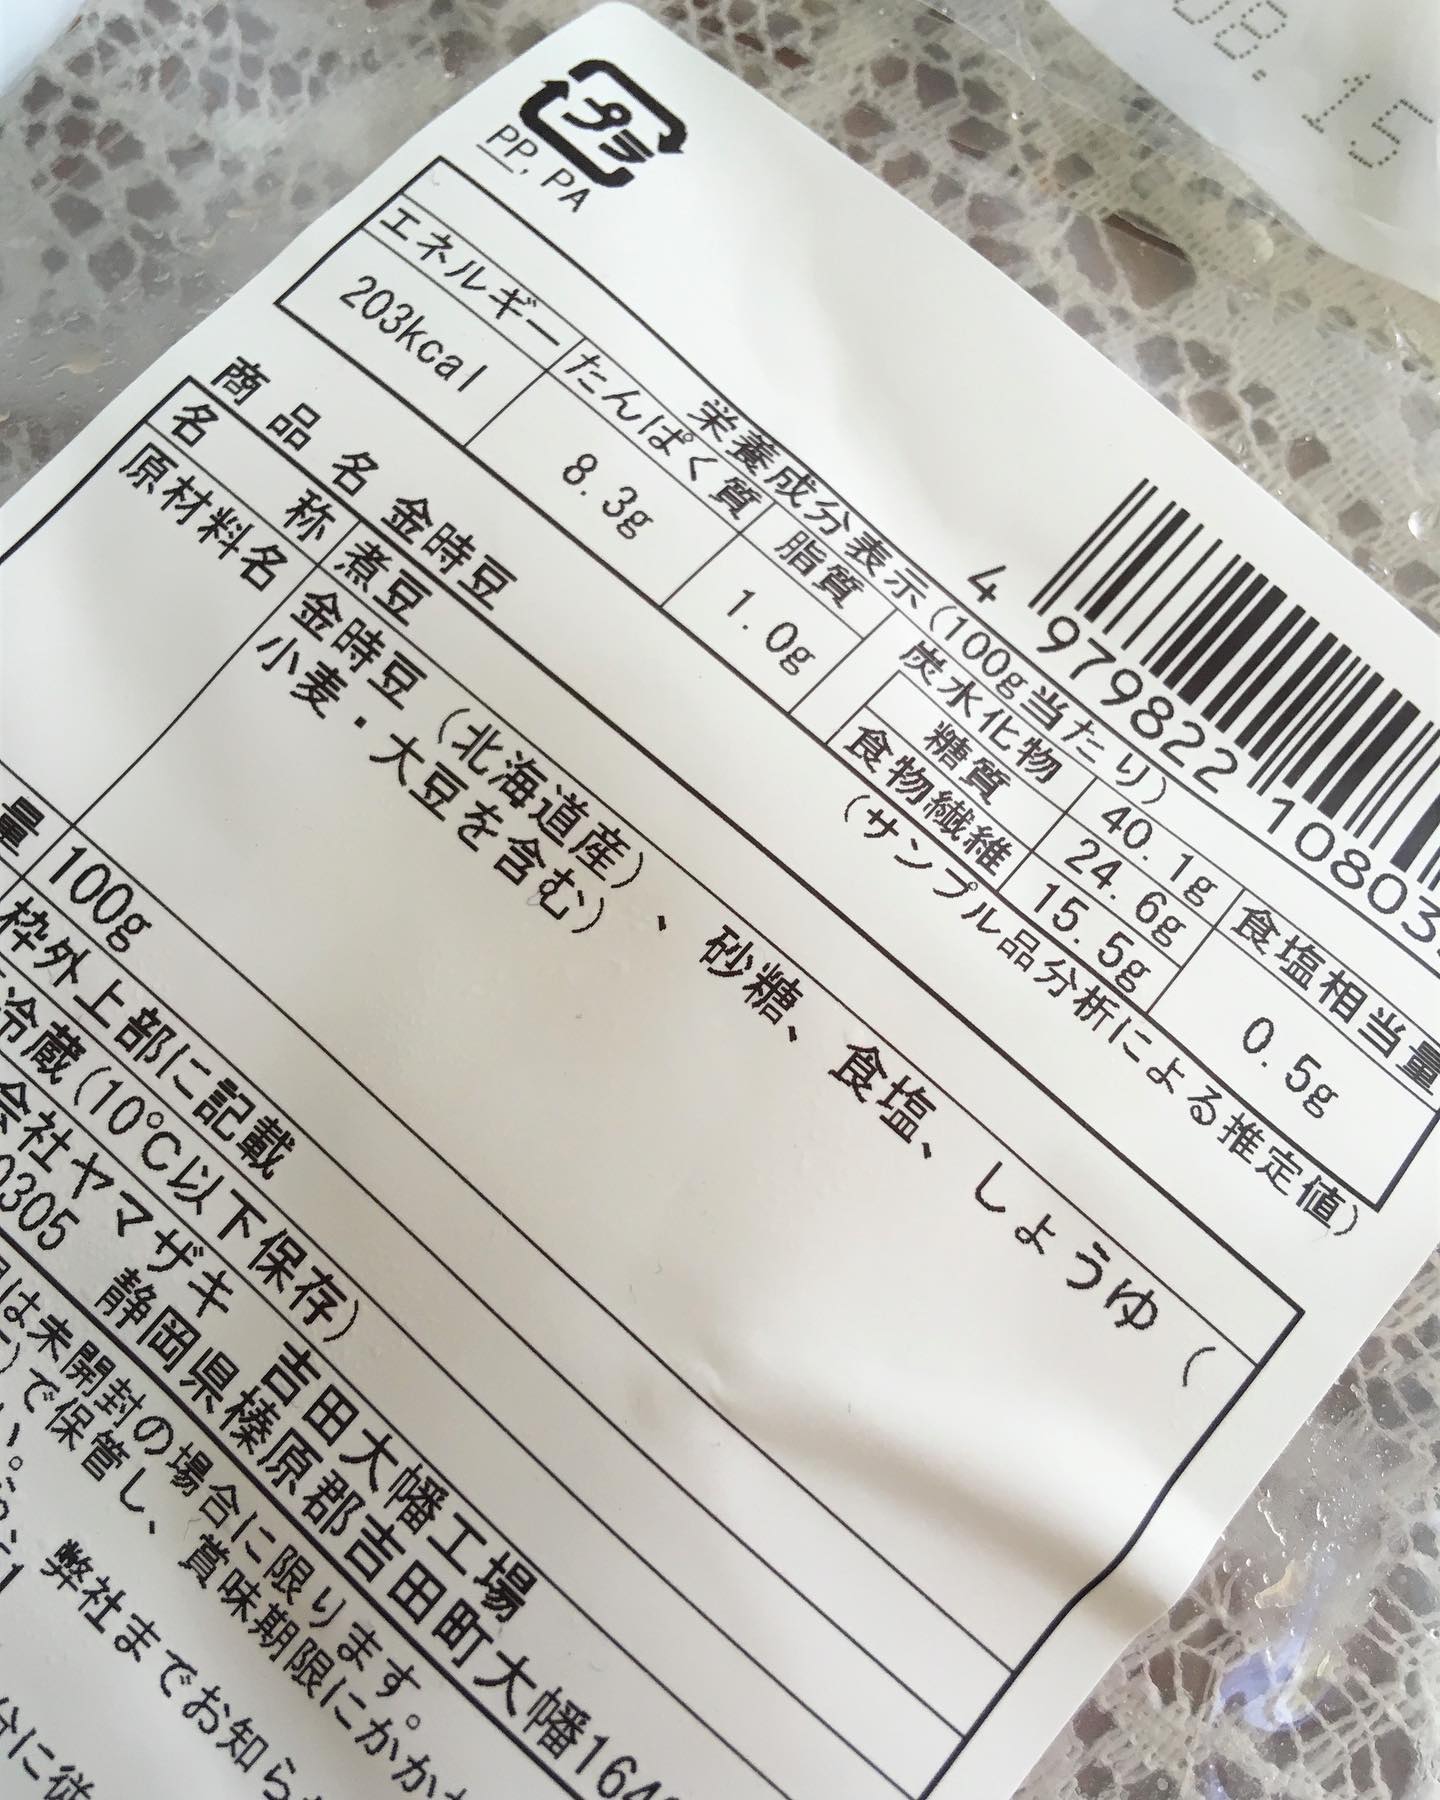 08.15
プラ
PP, PA
4 979822 10803
栄養成分表示(100g当たり)
エネルギー たんぱく質 脂質 炭水化物 40.1g 食塩相当量
203kcal 8.3g 1.0g 糖質 24.6g 0.5g
食物繊維 15.5g
(サンプル品分析による推定値)
商品名 金時豆
名称 煮豆
原材料名 金時豆(北海道産)、砂糖、食塩、しょうゆ(
小麦・大豆を含む)
量 100g
枠外上部に記載
冷蔵(10℃以下保存)
会社ヤマザキ 吉田大幡工場
0305 静岡県榛原郡吉田町大幡164
は未開封の場合に限ります。
で保管し、賞味期限にかか
い。
弊社までお知ら
分に従